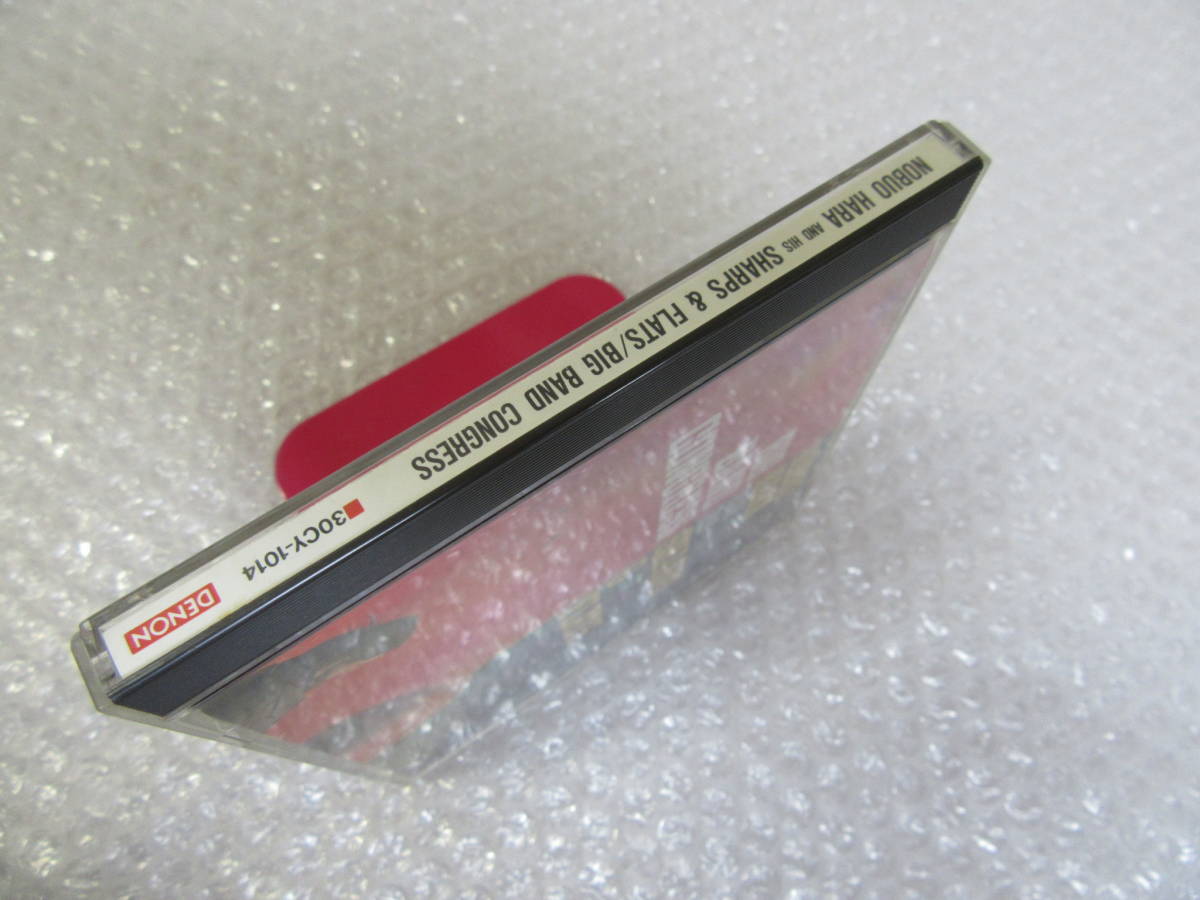 NOBUO HARA AND HIS SHARPS & FLATS/BIG BAND CONGRESS
■30CY-1014
DENON